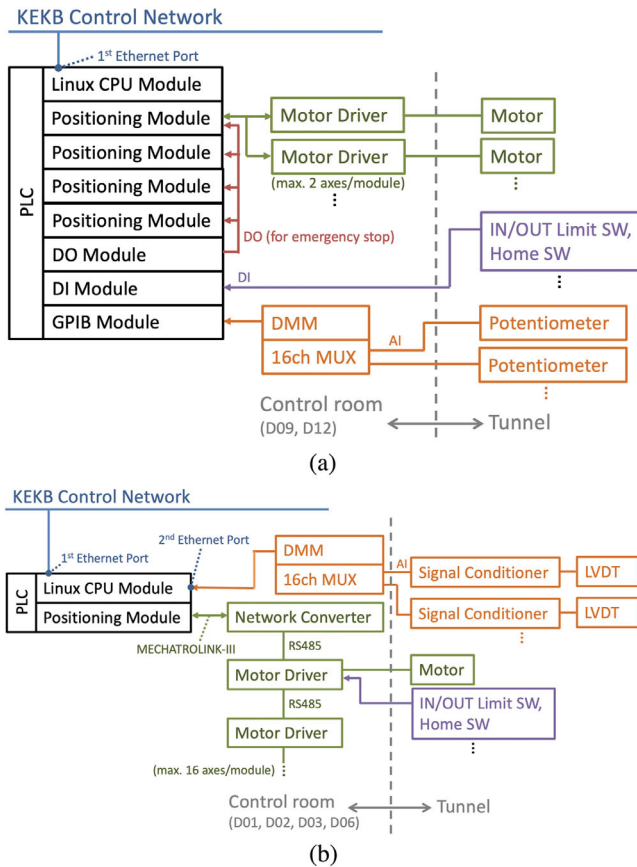 KEKB Control Network
1st Ethernet Port
PLC
Linux CPU Module
Positioning Module
Positioning Module
Positioning Module
Positioning Module
DO Module
DI Module
GPIB Module
Motor Driver
Motor
Motor Driver
Motor
(max. 2 axes/module)
DO (for emergency stop)
IN/OUT Limit SW,
Home SW
DI
DMM
16ch MUX
AI
Potentiometer
Potentiometer
Control room
(D09, D12)
Tunnel
(a)
KEKB Control Network
1st Ethernet Port
2nd Ethernet Port
PLC
Linux CPU Module
Positioning Module
MECHATROLINK-III
DMM
16ch MUX
AI
Signal Conditioner
LVDT
Signal Conditioner
LVDT
Network Converter
RS485
Motor Driver
Motor
IN/OUT Limit SW,
Home SW
RS485
Motor Driver
(max. 16 axes/module)
Control room
(D01, D02, D03, D06)
Tunnel
(b)